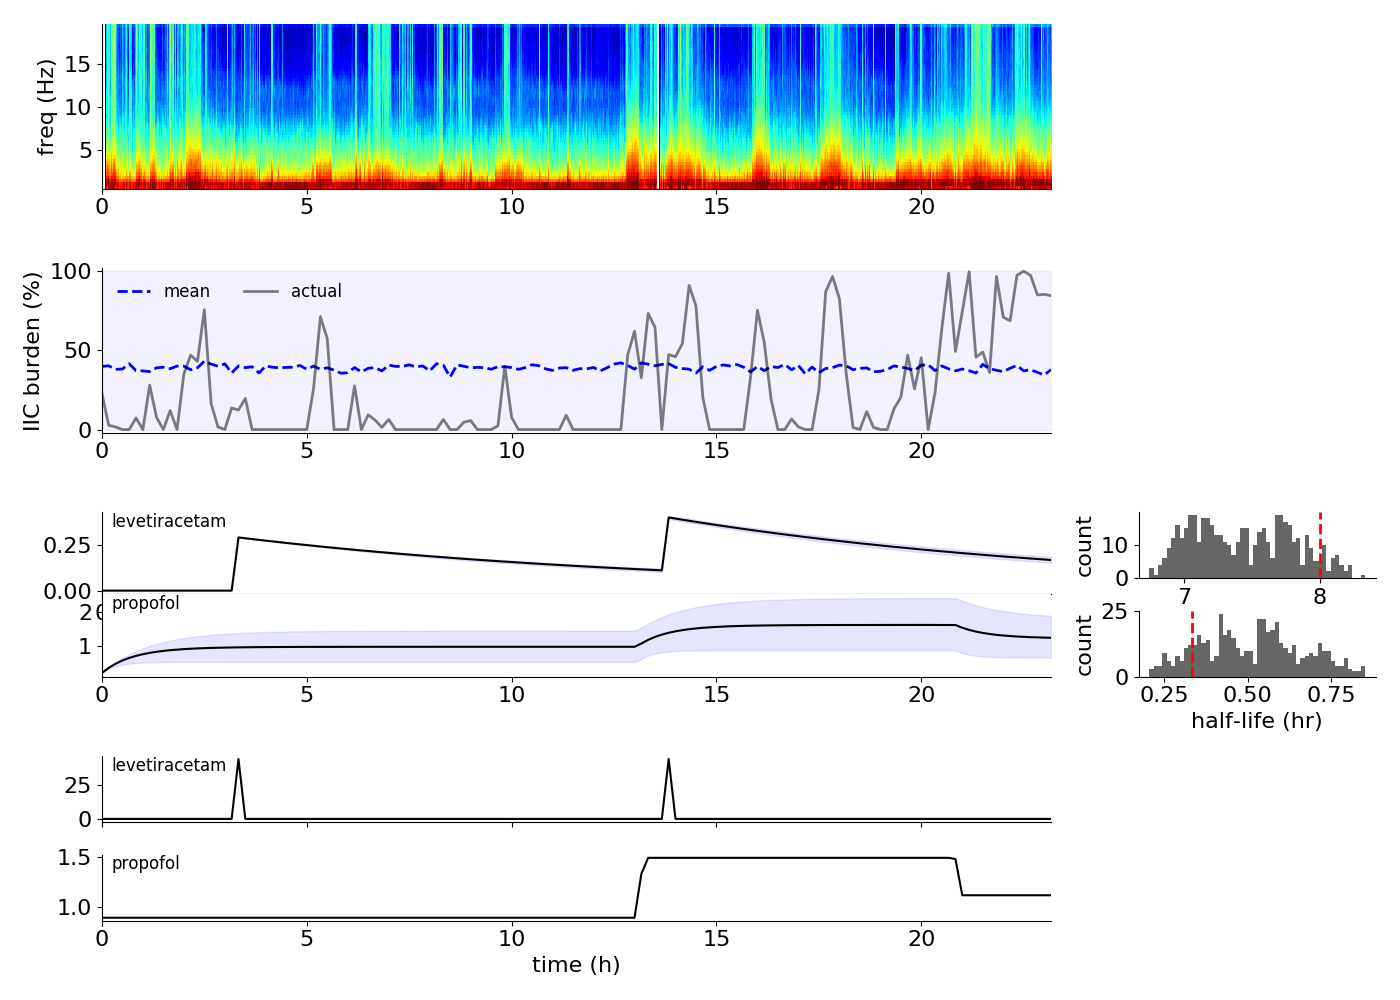 freq (Hz)
15
10
5
0 5 10 15 20
IIC burden (%)
100
50
0
mean actual
0 5 10 15 20
levetiracetam
0.25
0.00
count
10
0
7 8
propofol
2
1
0 5 10 15 20
count
25
0
0.25 0.50 0.75
half-life (hr)
levetiracetam
25
0
propofol
1.5
1.0
0 5 10 15 20
time (h)